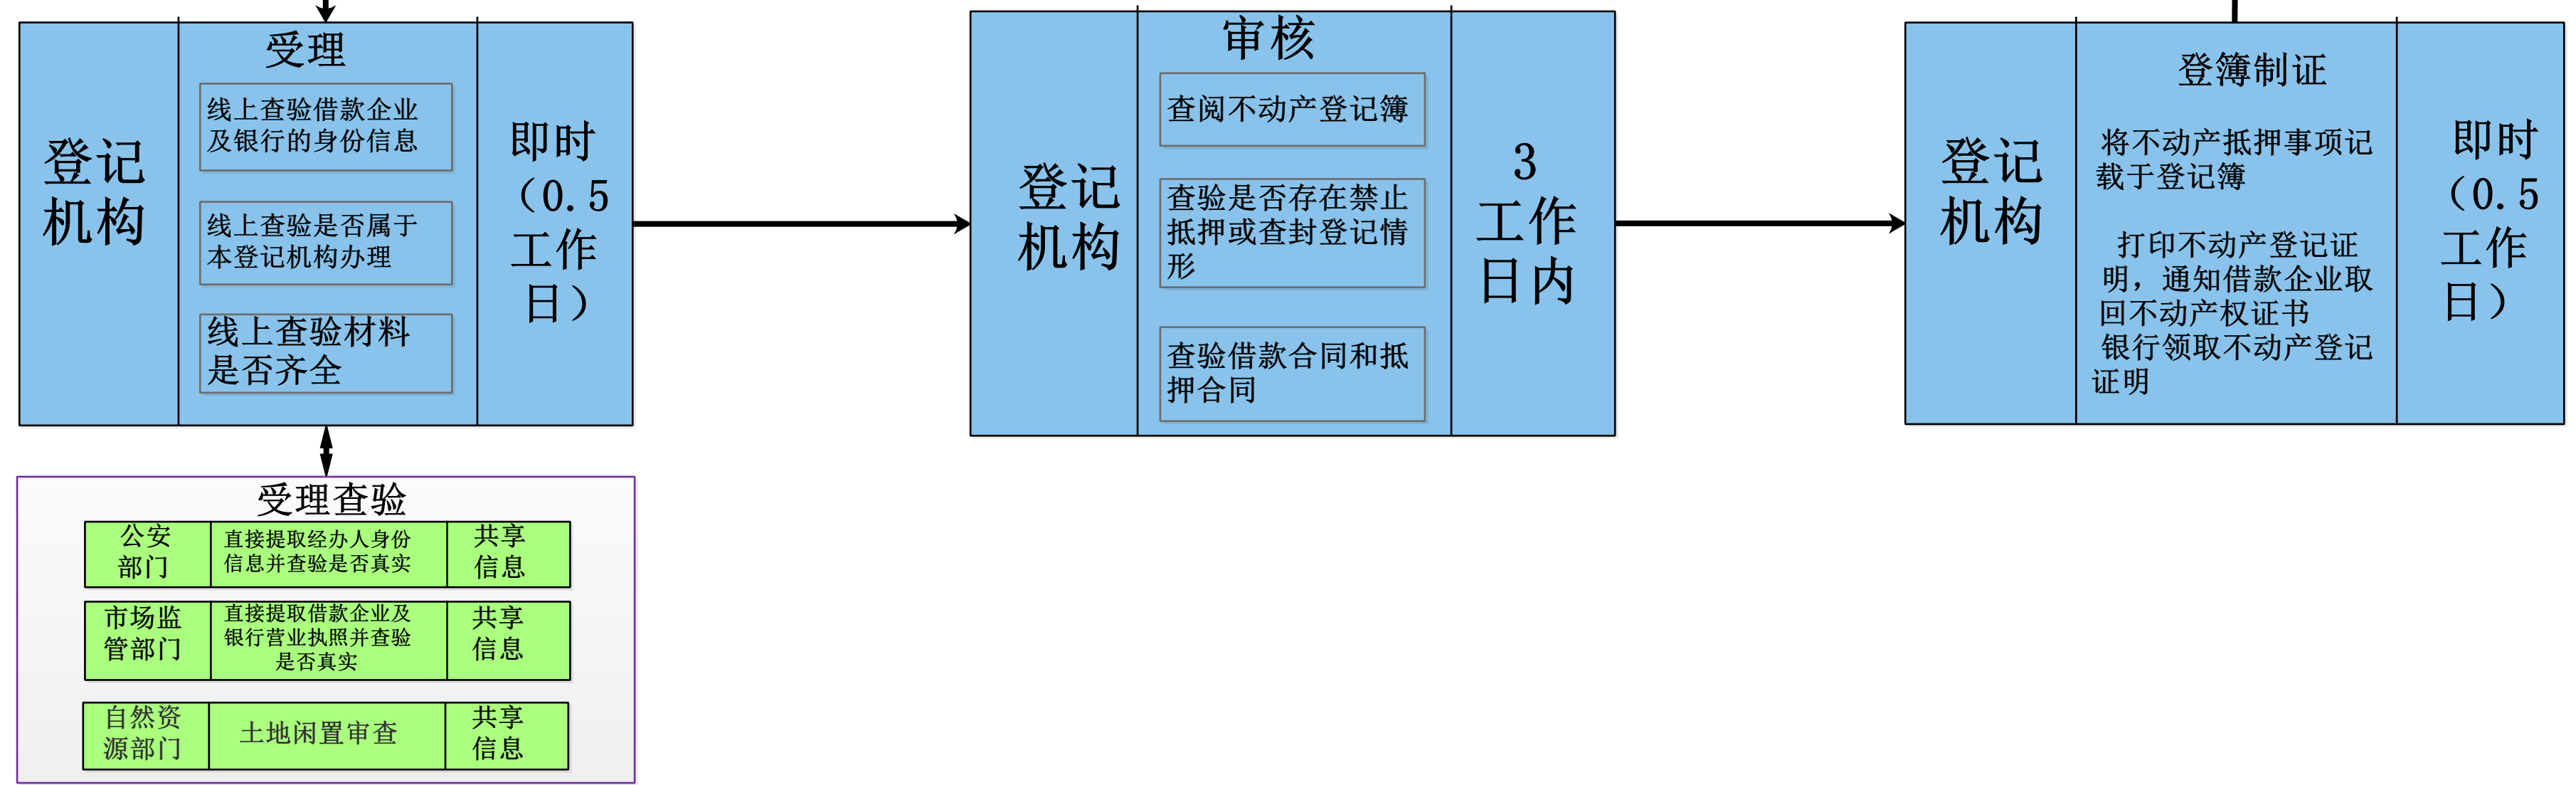 登记
机构
受理
线上查验借款企业
及银行的身份信息
线上查验是否属于
本登记机构办理
线上查验材料
是否齐全
即时
（0.5
工作
日）
登记
机构
审核
查阅不动产登记簿
查验是否存在禁止
抵押或查封登记情
形
查验借款合同和抵
押合同
3
工作
日内
登记
机构
登簿制证
将不动产抵押事项记
载于登记簿
打印不动产登记证
明，通知借款企业取
回不动产权证书
银行领取不动产登记
证明
即时
（0.5
工作
日）
受理查验
公安
部门
直接提取经办人身份
信息并查验是否真实
共享
信息
市场监
管部门
直接提取借款企业及
银行营业执照并查验
是否真实
共享
信息
自然资
源部门
土地闲置审查
共享
信息